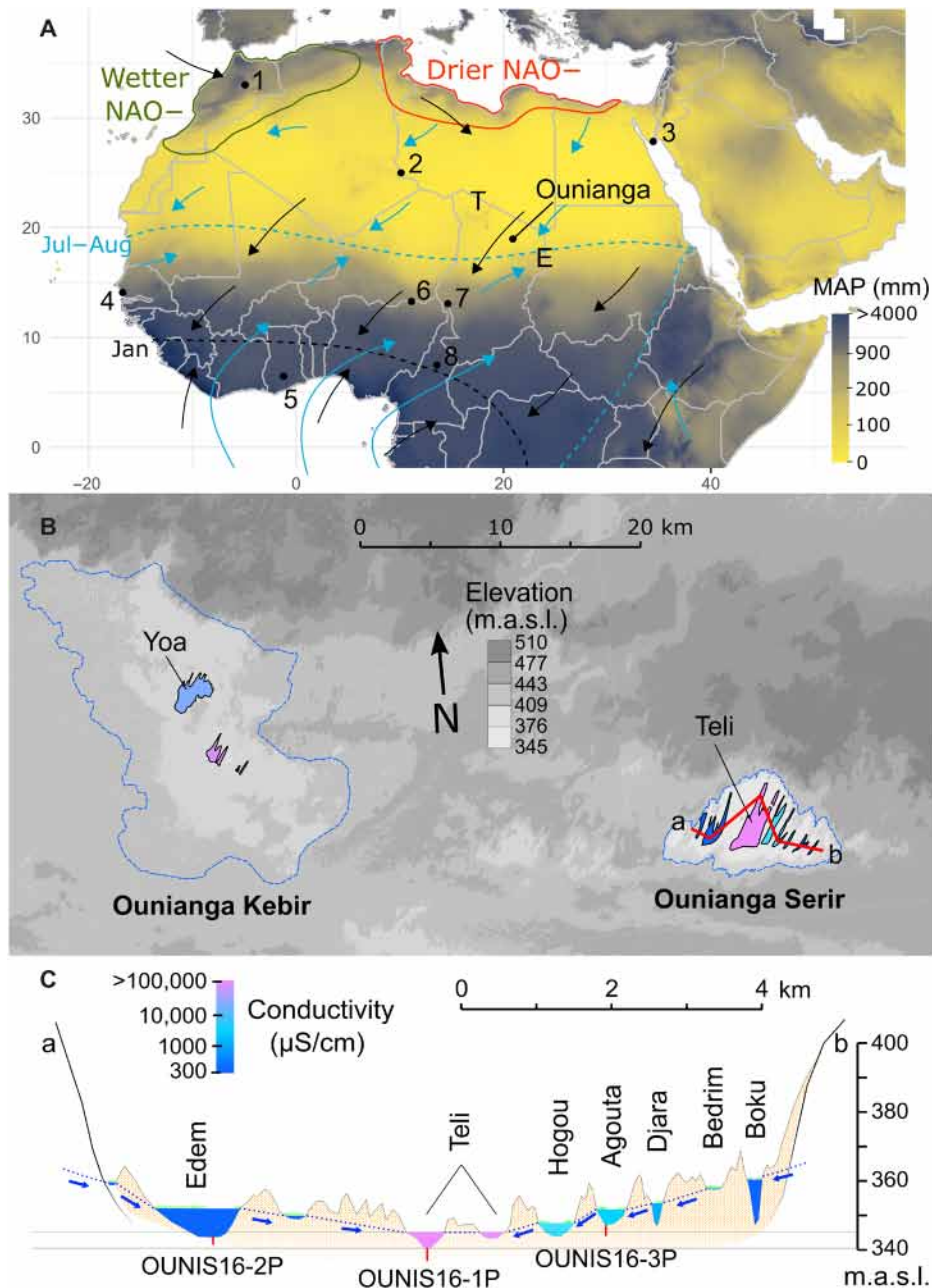 A
Wetter
NAO−
Drier NAO−
1
2
3
T
Ounianga
E
Jul−Aug
4
6
7
Jan
8
5
MAP (mm)
>4000
900
200
100
0
30
20
10
0
−20
0
20
40
B
0 10 20 km
Yoa
Elevation
(m.a.s.l.)
510
477
443
409
376
345
N
Teli
a
b
Ounianga Kebir
Ounianga Serir
C
>100,000
10,000
1000
300
Conductivity
(µS/cm)
0 2 4 km
a
b
400
380
360
340
m.a.s.l.
Edem
Teli
Hogou
Agouta
Djara
Bedrim
Boku
OUNIS16-2P
OUNIS16-1P
OUNIS16-3P